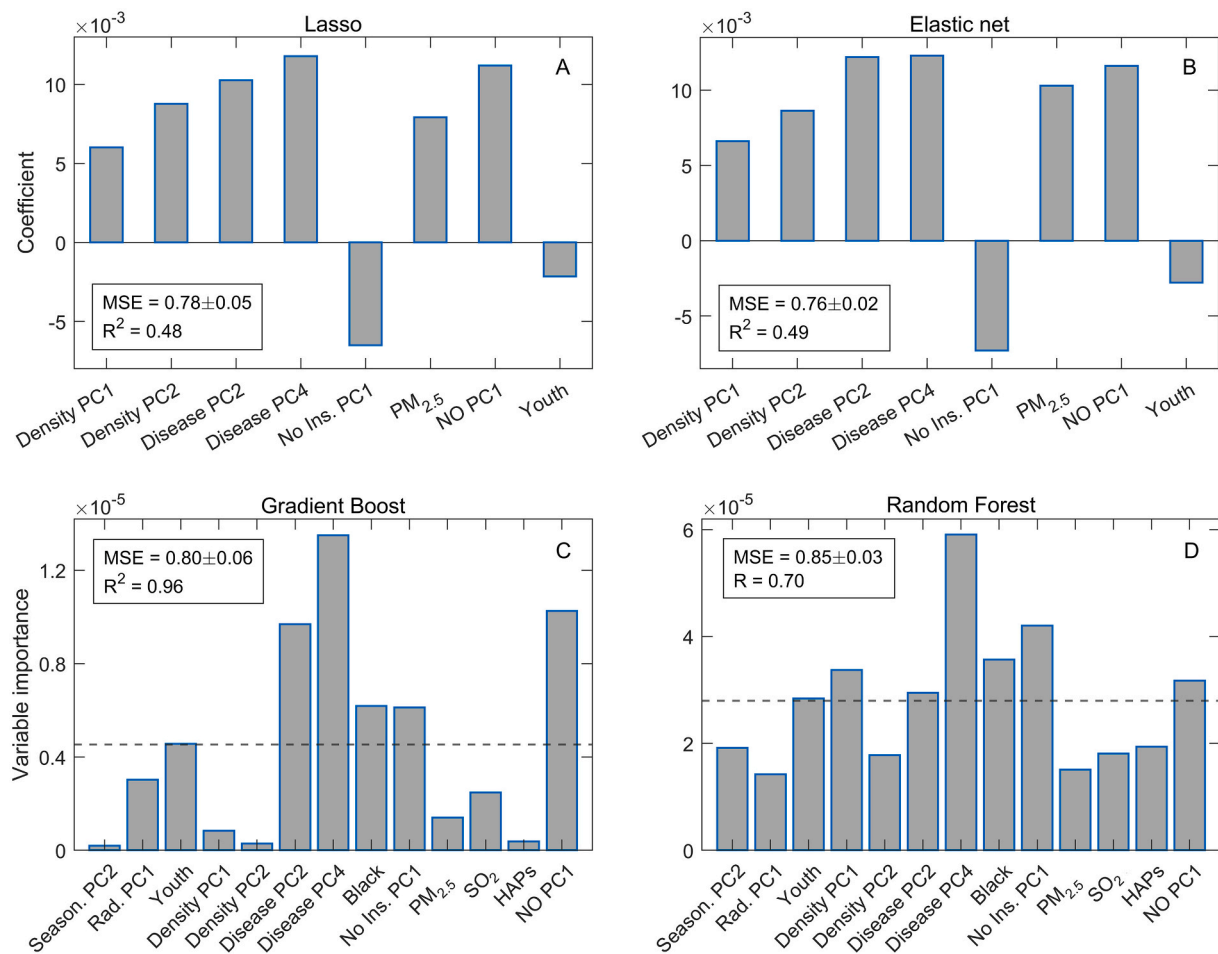 Lasso
×10⁻³
A
10
5
0
-5
Coefficient
MSE = 0.78±0.05
R² = 0.48
Density PC1
Density PC2
Disease PC2
Disease PC4
No Ins. PC1
PM₂.₅
NO PC1
Youth
Elastic net
×10⁻³
B
10
5
0
-5
MSE = 0.76±0.02
R² = 0.49
Density PC1
Density PC2
Disease PC2
Disease PC4
No Ins. PC1
PM₂.₅
NO PC1
Youth
Gradient Boost
×10⁻⁵
C
MSE = 0.80±0.06
R² = 0.96
1.2
0.8
0.4
0
Variable importance
Season. PC2
Rad. PC1
Youth
Density PC1
Density PC2
Disease PC2
Disease PC4
Black
No Ins. PC1
PM₂.₅
SO₂
HAPs
NO PC1
Random Forest
×10⁻⁵
D
MSE = 0.85±0.03
R = 0.70
6
4
2
0
Season. PC2
Rad. PC1
Youth
Density PC1
Density PC2
Disease PC2
Disease PC4
Black
No Ins. PC1
PM₂.₅
SO₂
HAPs
NO PC1